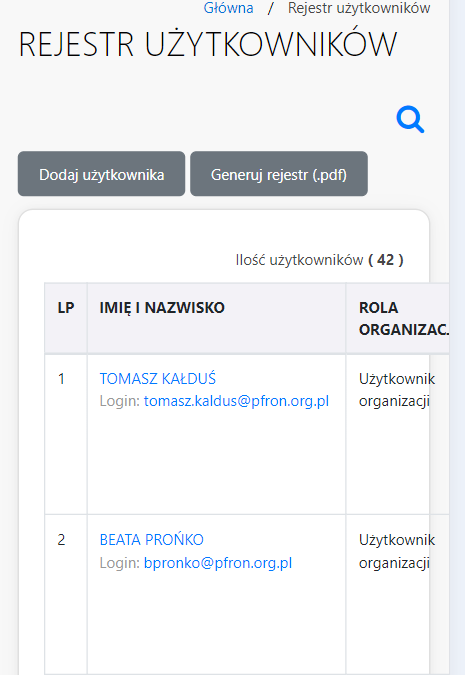 Główna / Rejestr użytkowników
REJESTR UŻYTKOWNIKÓW
Dodaj użytkownika Generuj rejestr (.pdf)
Ilość użytkowników ( 42 )
LP IMIĘ I NAZWISKO ROLA
ORGANIZAC.
1 TOMASZ KAŁDUŚ Użytkownik
Login: tomasz.kaldus@pfron.org.pl organizacji
2 BEATA PROŃKO Użytkownik
Login: bpronko@pfron.org.pl organizacji